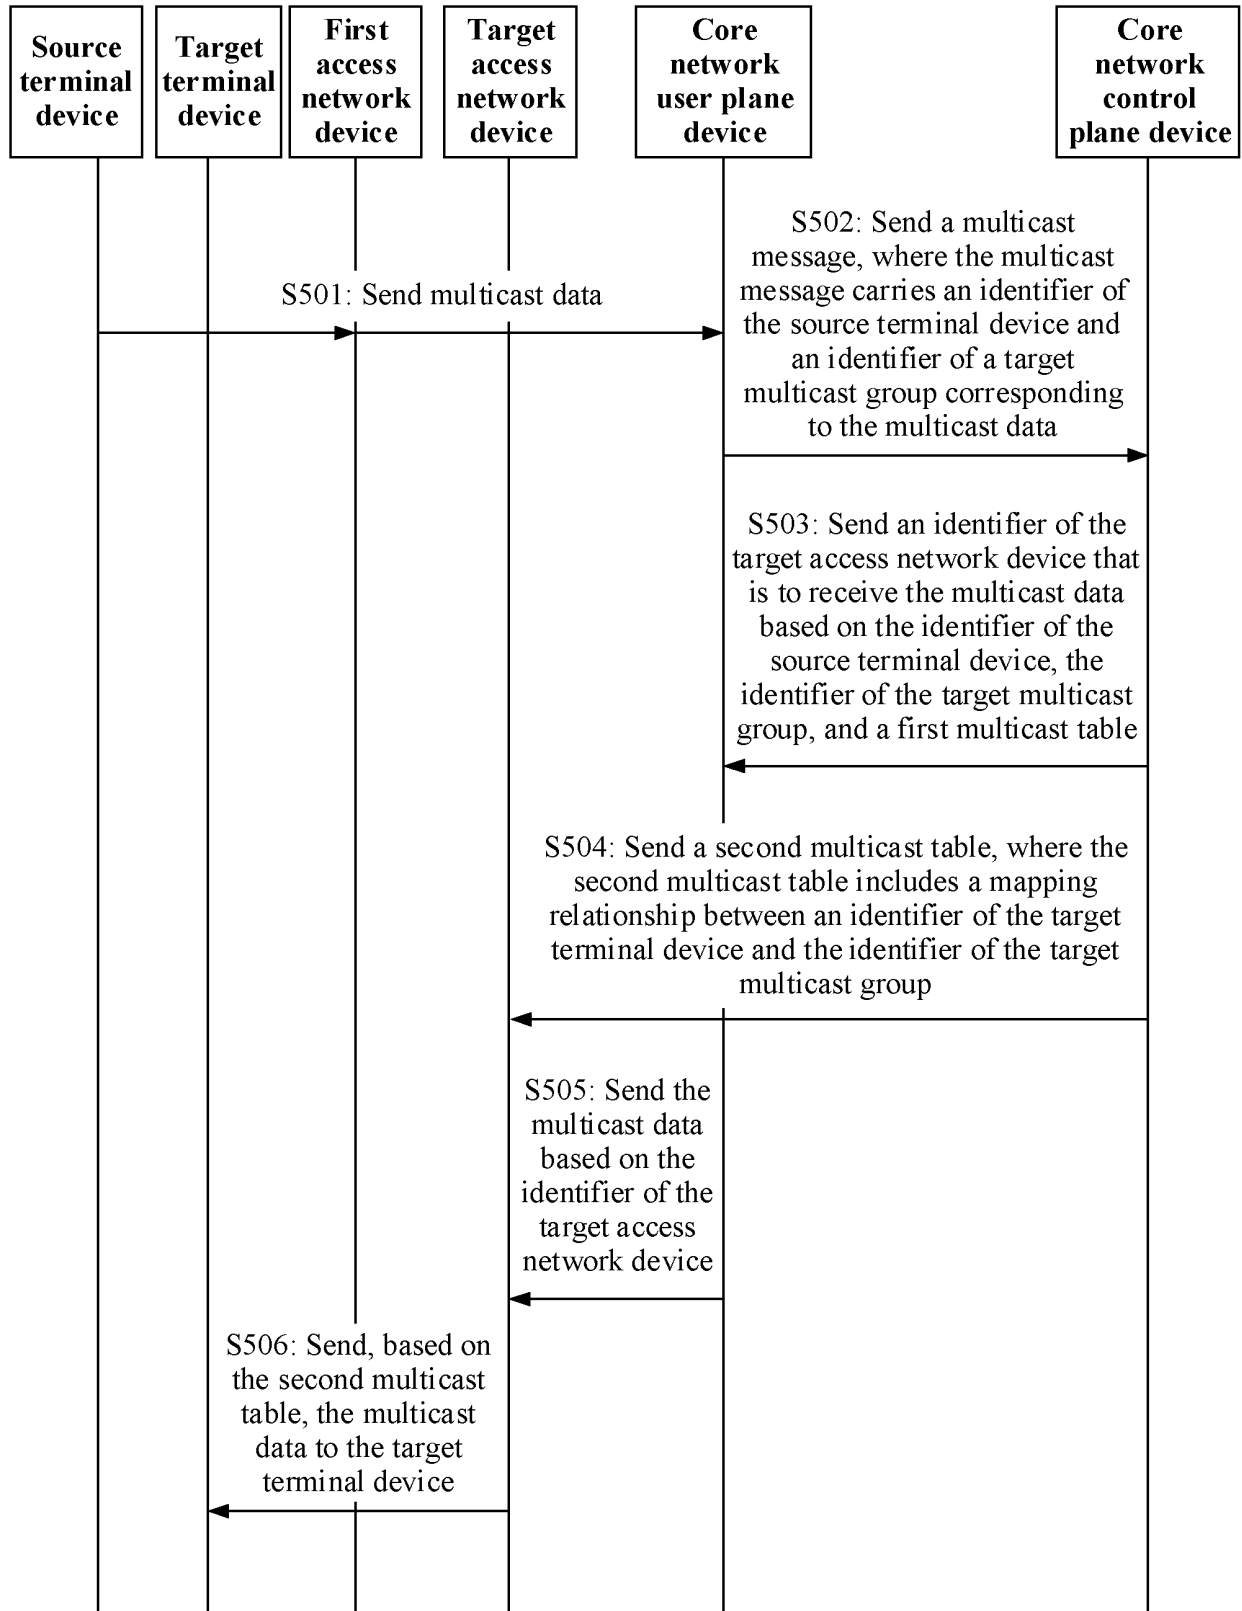 Source
terminal
device
Target
terminal
device
First
access
network
device
Target
access
network
device
Core
network
user plane
device
Core
network
control
plane device
S501: Send multicast data
S502: Send a multicast
message, where the multicast
message carries an identifier of
the source terminal device and
an identifier of a target
multicast group corresponding
to the multicast data
S503: Send an identifier of the
target access network device that
is to receive the multicast data
based on the identifier of the
source terminal device, the
identifier of the target multicast
group, and a first multicast table
S504: Send a second multicast table, where the
second multicast table includes a mapping
relationship between an identifier of the target
terminal device and the identifier of the target
multicast group
S505: Send the
multicast data
based on the
identifier of the
target access
network device
S506: Send, based on
the second multicast
table, the multicast
data to the target
terminal device